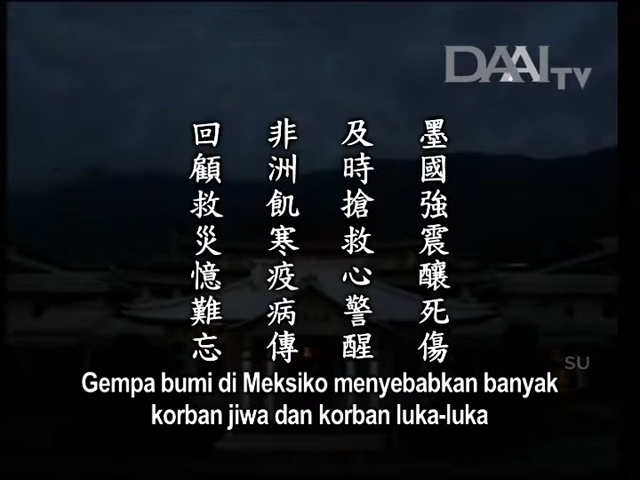 DAAI TV
墨國強震釀死傷
及時搶救心警醒
非洲飢寒疫病傳
回顧救災憶難忘
SU
Gempa bumi di Meksiko menyebabkan banyak
korban jiwa dan korban luka-luka